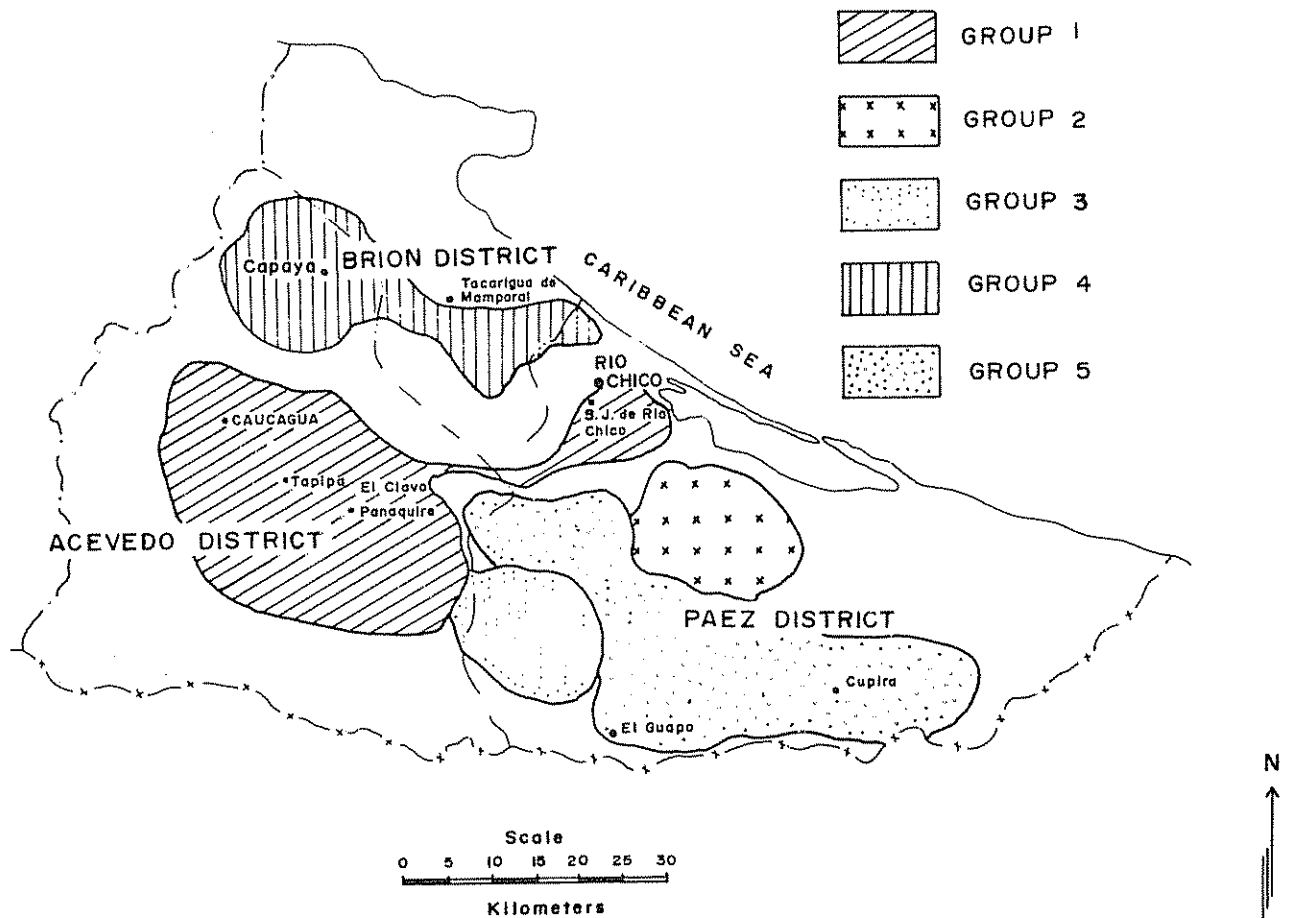 GROUP 1
GROUP 2
GROUP 3
GROUP 4
GROUP 5
BRION DISTRICT
Capaya
CARIBBEAN SEA
Tacarigua de
Mamporal
RIO
CHICO
S. J. de Rio
Chico
CAUCAGUA
Tapipa
El Clavo
Panaquire
ACEVEDO DISTRICT
PAEZ DISTRICT
Cupira
El Guapo
N
Scale
0 5 10 15 20 25 30
Kilometers
x x x x
x x x x
x x
x x x x
x x x x x
x x x